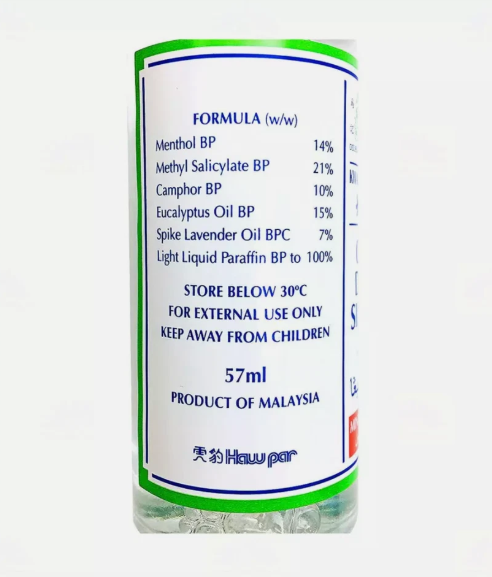 FORMULA (w/w)
Menthol BP 14%
Methyl Salicylate BP 21%
Camphor BP 10%
Eucalyptus Oil BP 15%
Spike Lavender Oil BPC 7%
Light Liquid Paraffin BP to 100%
STORE BELOW 30°C
FOR EXTERNAL USE ONLY
KEEP AWAY FROM CHILDREN
57ml
PRODUCT OF MALAYSIA
虎豹 Haw par